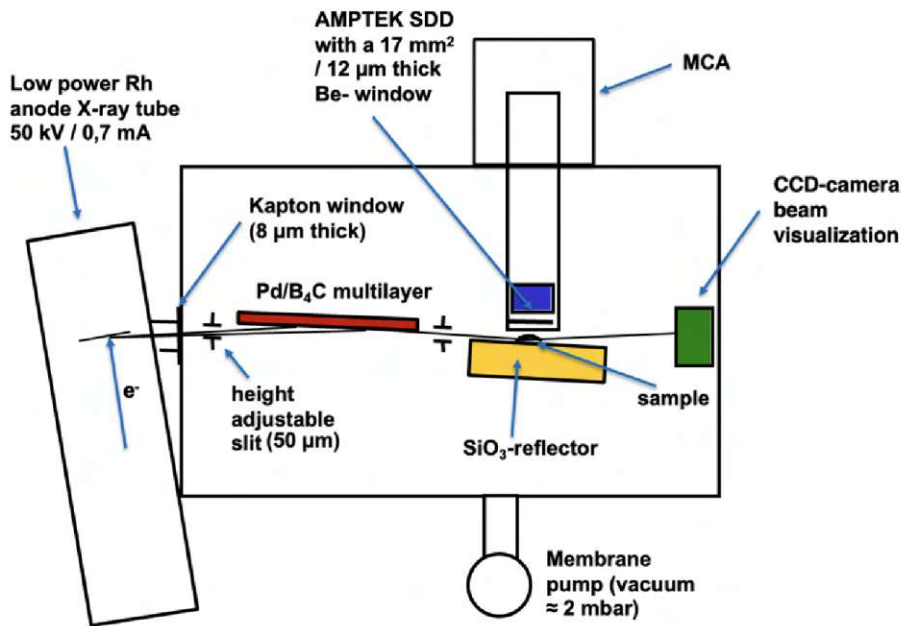 AMPTEK SDD
with a 17 mm²
/ 12 µm thick
Be- window
MCA
Low power Rh
anode X-ray tube
50 kV / 0,7 mA
Kapton window
(8 µm thick)
CCD-camera
beam
visualization
Pd/B₄C multilayer
e⁻
height
adjustable
slit (50 µm)
sample
SiO₃-reflector
Membrane
pump (vacuum
≈ 2 mbar)